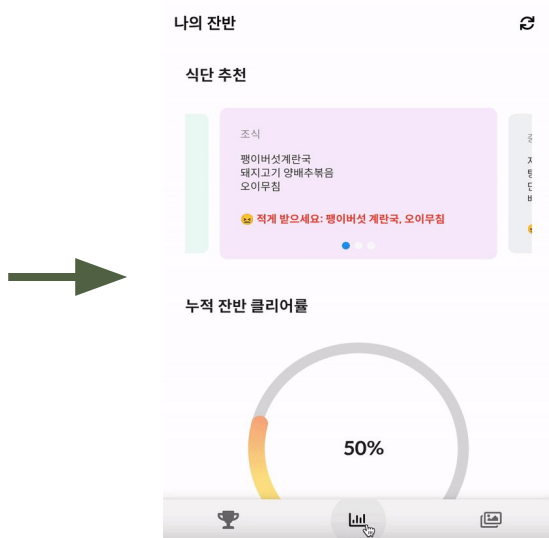 나의 잔반
식단 추천
조식
팽이버섯계란국
돼지고기 양배추볶음
오이무침
😖 적게 받으세요: 팽이버섯 계란국, 오이무침
누적 잔반 클리어률
50%